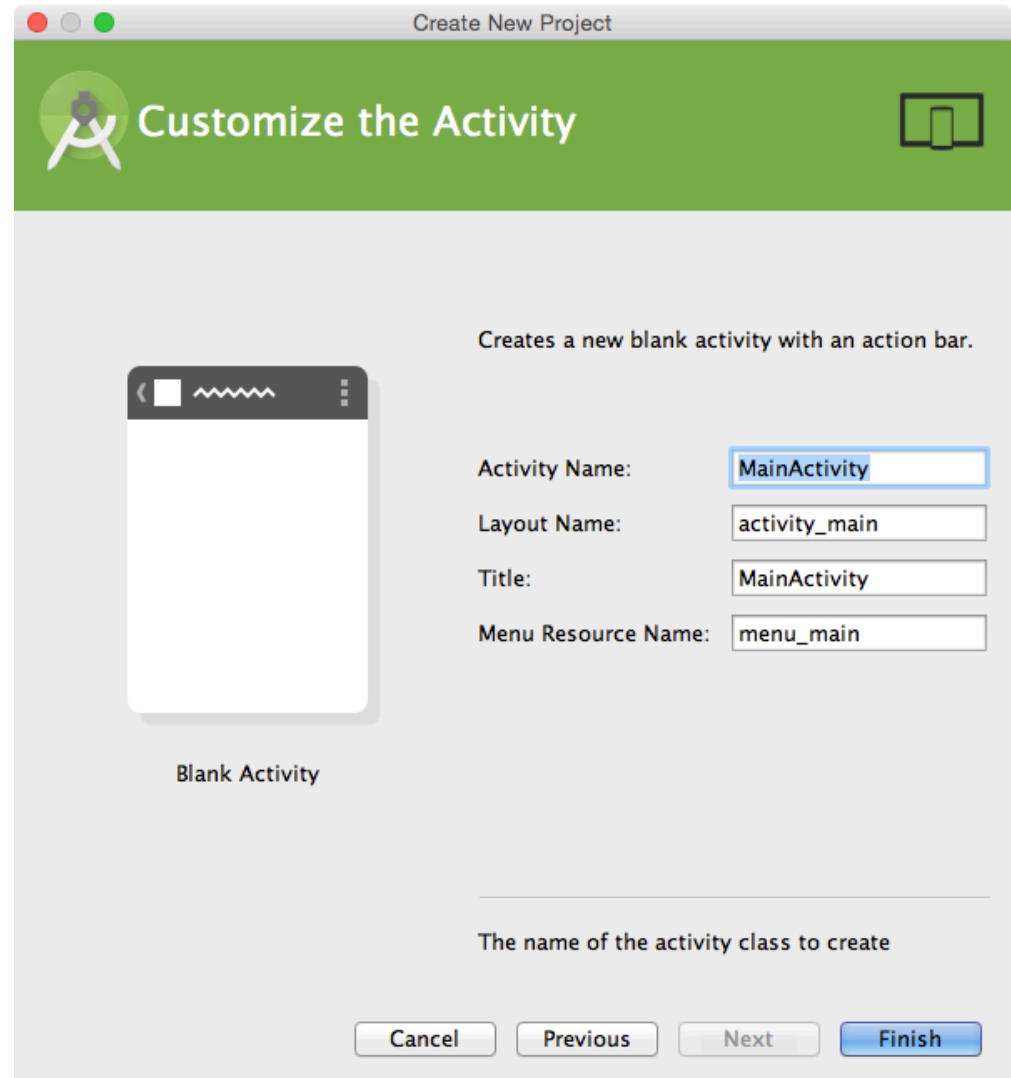 Create New Project
Customize the Activity
Creates a new blank activity with an action bar.
Activity Name: MainActivity
Layout Name: activity_main
Title: MainActivity
Menu Resource Name: menu_main
Blank Activity
The name of the activity class to create
Cancel Previous Next Finish